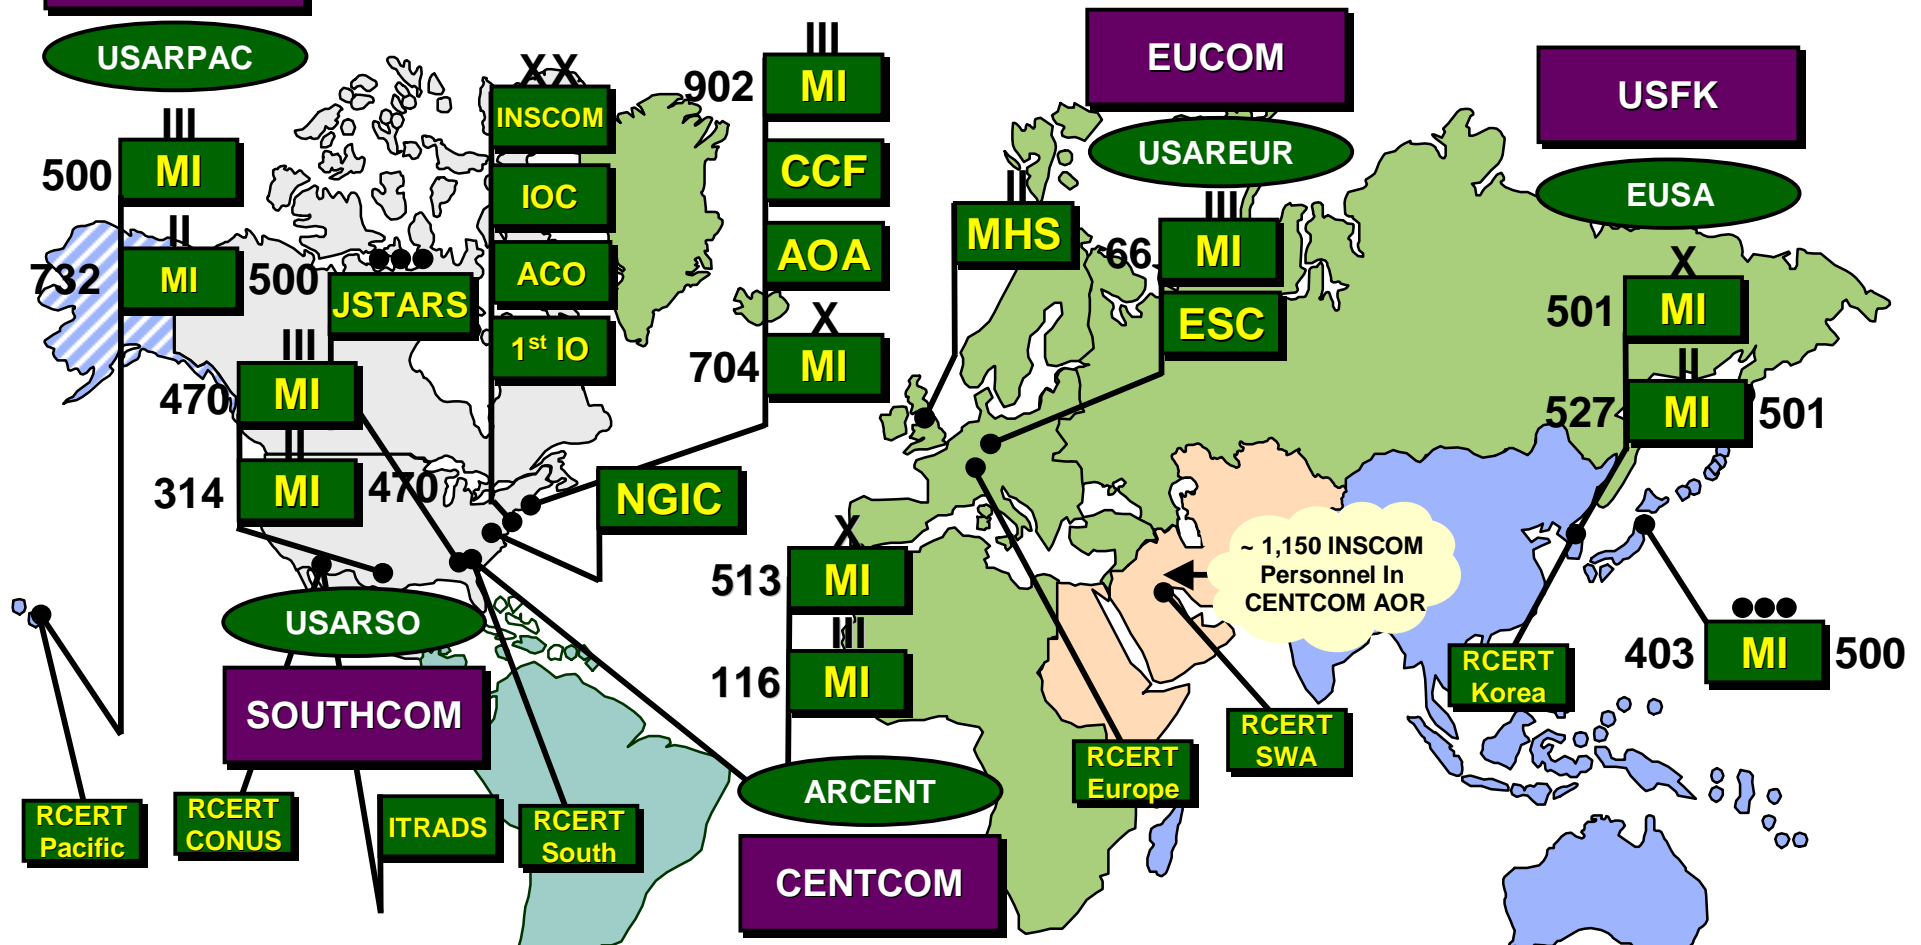 USARPAC
III
500 MI
II
732 MI 500
JSTARS
III
470 MI
II
314 MI 470
USARSO
SOUTHCOM
RCERT
Pacific
RCERT
CONUS
ITRADS
RCERT
South
XX
INSCOM
IOC
ACO
1st IO
III
902 MI
CCF
AOA
X
704 MI
NGIC
X
513 MI
III
116 MI
ARCENT
CENTCOM
EUCOM
USAREUR
II
MHS
III
66 MI
ESC
RCERT
Europe
RCERT
SWA
~ 1,150 INSCOM
Personnel In
CENTCOM AOR
USFK
EUSA
X
501 MI
II
527 MI 501
RCERT
Korea
403 MI 500